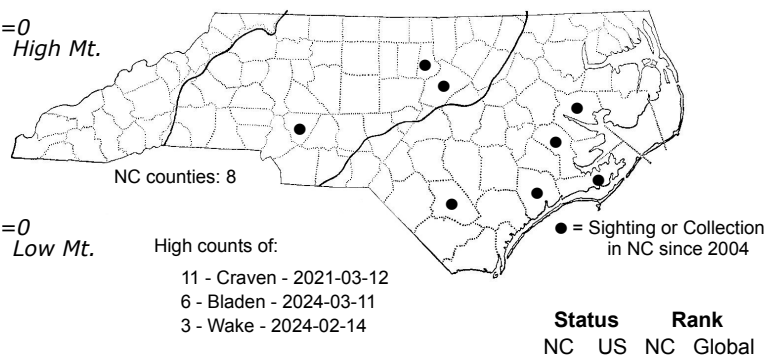 =0
High Mt.
NC counties: 8
=0
Low Mt.
High counts of:
11 - Craven - 2021-03-12
6 - Bladen - 2024-03-11
3 - Wake - 2024-02-14
● = Sighting or Collection
in NC since 2004
Status Rank
NC US NC Global